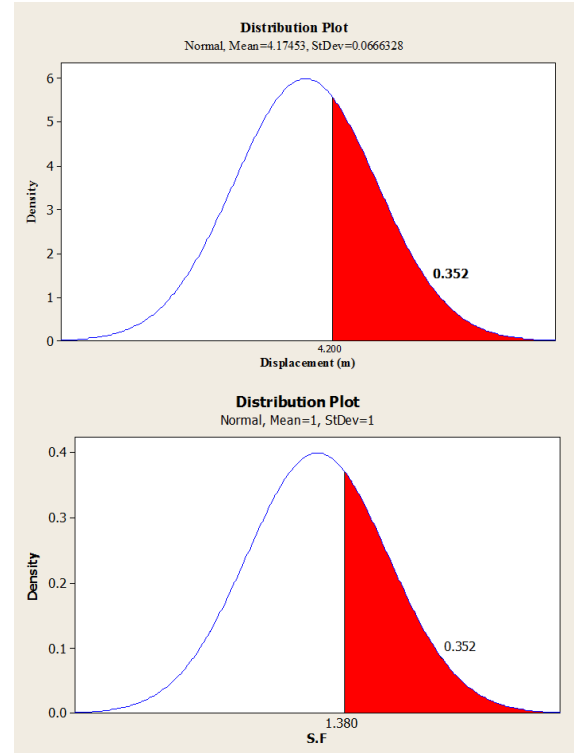 Distribution Plot
Normal, Mean=4.17453, StDev=0.0666328
6
5
4
3
2
1
0
Density
0.352
4.200
Displacement (m)
Distribution Plot
Normal, Mean=1, StDev=1
0.4
0.3
0.2
0.1
0.0
Density
0.352
1.380
S.F